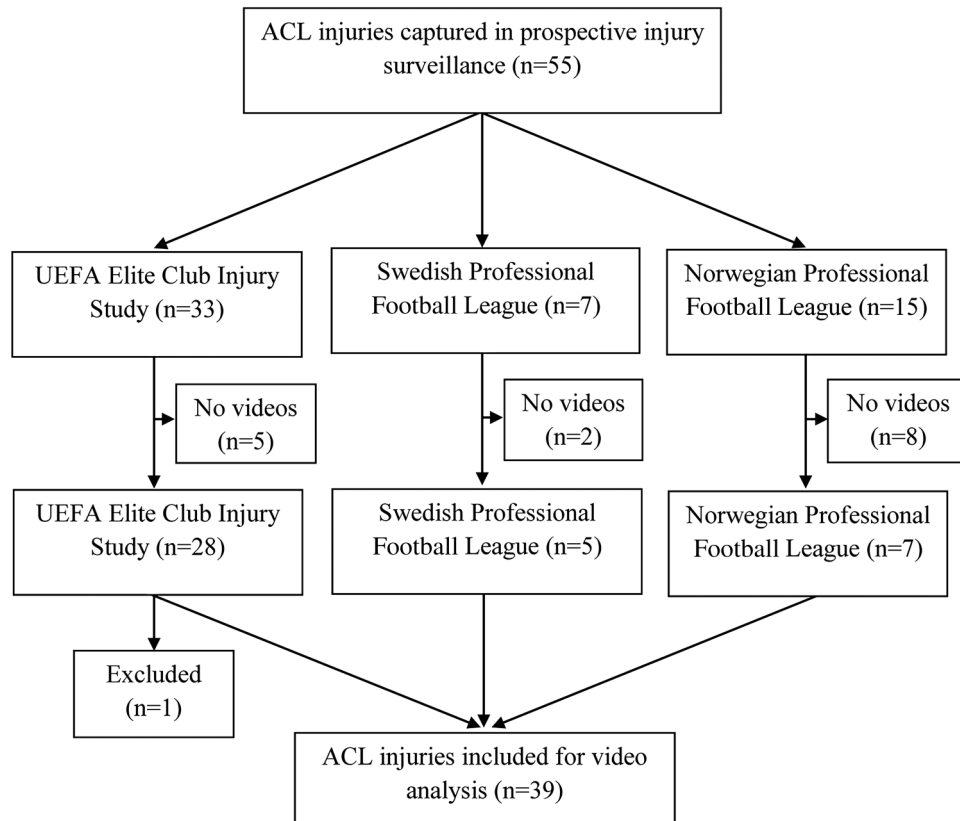 ACL injuries captured in prospective injury
surveillance (n=55)
UEFA Elite Club Injury
Study (n=33)
Swedish Professional
Football League (n=7)
Norwegian Professional
Football League (n=15)
No videos
(n=5)
No videos
(n=2)
No videos
(n=8)
UEFA Elite Club Injury
Study (n=28)
Swedish Professional
Football League (n=5)
Norwegian Professional
Football League (n=7)
Excluded
(n=1)
ACL injuries included for video
analysis (n=39)